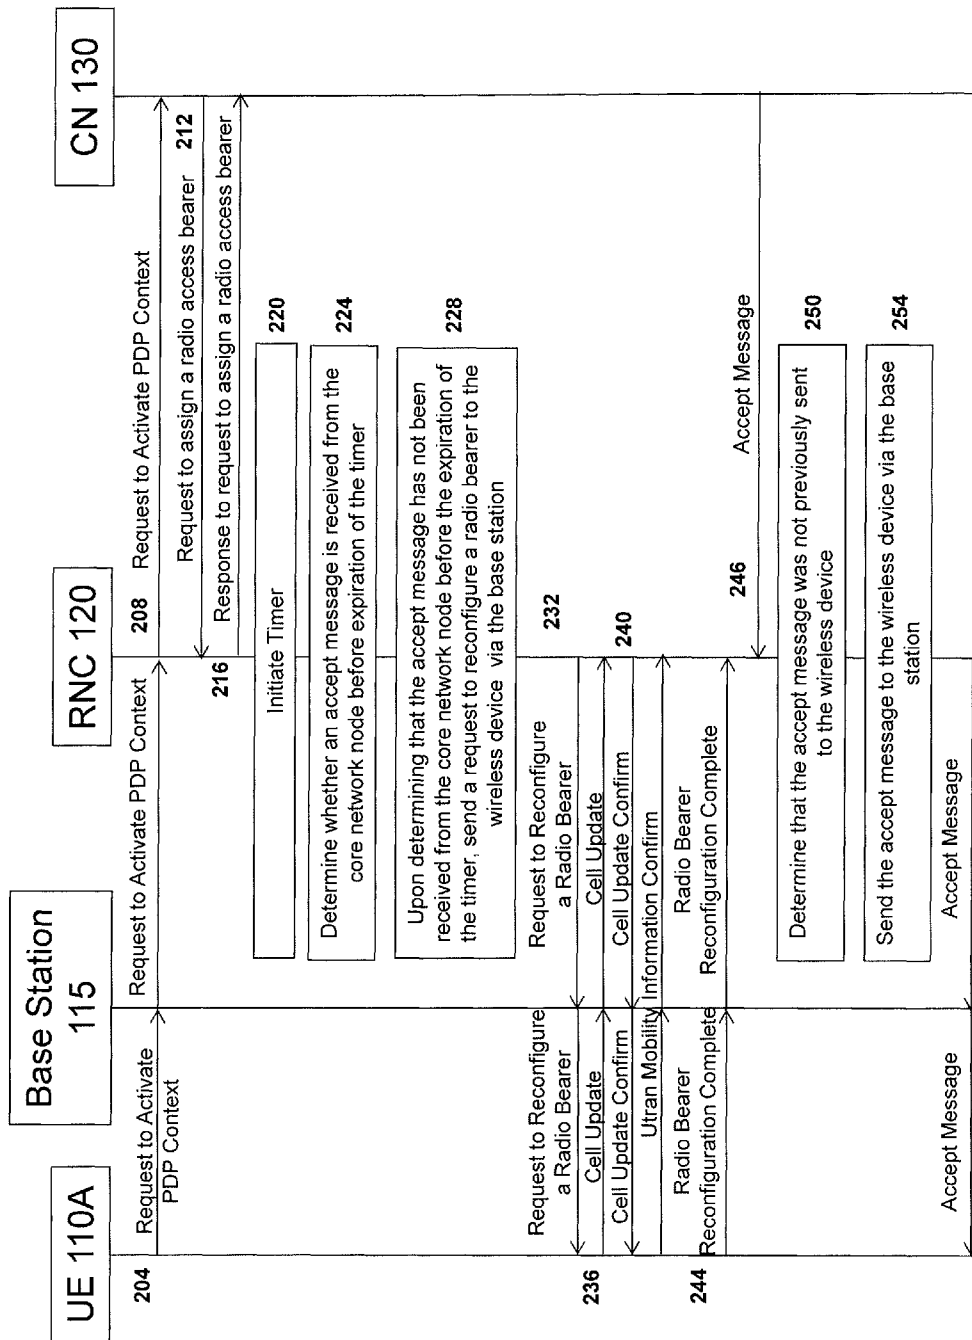 UE 110A
Base Station
115
RNC 120
CN 130
204
Request to Activate
PDP Context
Request to Activate PDP Context
208
Request to Activate PDP Context
Request to assign a radio access bearer
212
216
Response to request to assign a radio access bearer
Initiate Timer
220
Determine whether an accept message is received from the
core network node before expiration of the timer
224
Upon determining that the accept message has not been
received from the core network node before the expiration of
the timer, send a request to reconfigure a radio bearer to the
wireless device via the base station
228
Request to Reconfigure
a Radio Bearer
Request to Reconfigure
a Radio Bearer
232
236
Cell Update
Cell Update
Cell Update Confirm
Cell Update Confirm
240
Utran Mobility Information Confirm
244
Radio Bearer
Reconfiguration Complete
Radio Bearer
Reconfiguration Complete
246
Accept Message
Determine that the accept message was not previously sent
to the wireless device
250
Send the accept message to the wireless device via the base
station
254
Accept Message
Accept Message